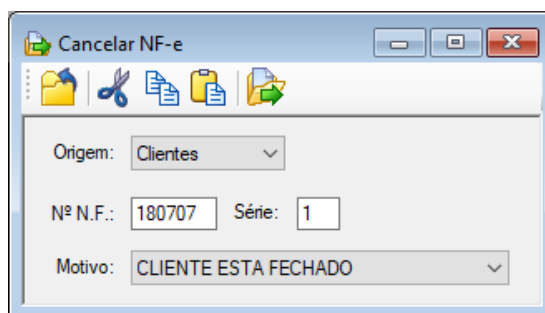 Cancelar NF-e
Origem: Clientes
Nº N.F.: 180707 Série: 1
Motivo: CLIENTE ESTA FECHADO